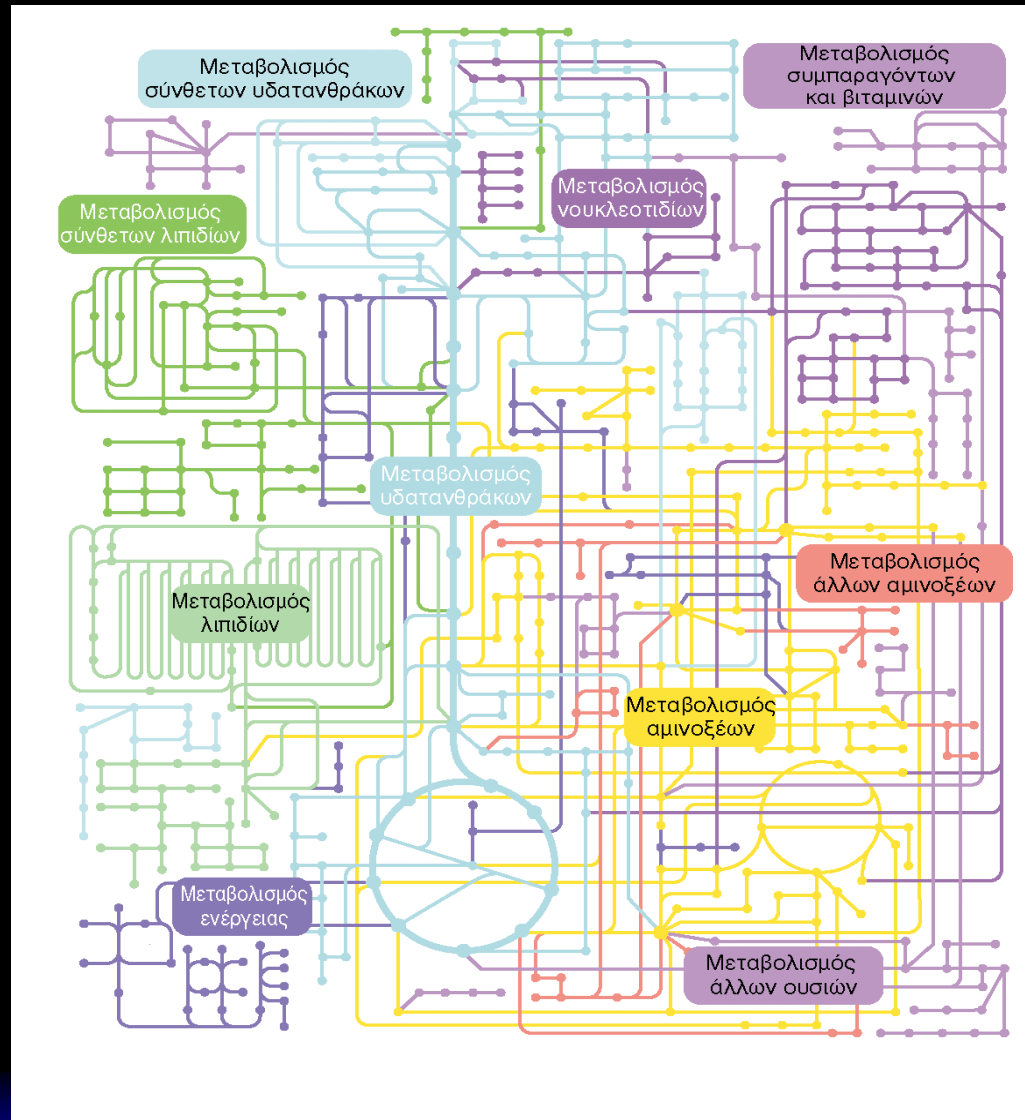 Μεταβολισμός
σύνθετων υδατανθράκων
Μεταβολισμός
συμπαραγόντων
και βιταμινών
Μεταβολισμός
νουκλεοτιδίων
Μεταβολισμός
σύνθετων λιπιδίων
Μεταβολισμός
υδατανθράκων
Μεταβολισμός
άλλων αμινοξέων
Μεταβολισμός
λιπιδίων
Μεταβολισμός
αμινοξέων
Μεταβολισμός
ενέργειας
Μεταβολισμός
άλλων ουσιών